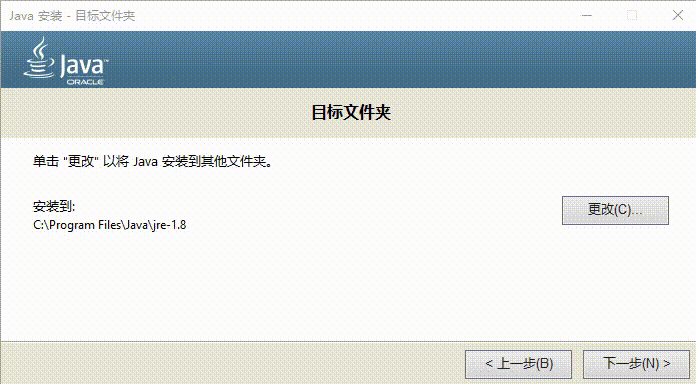 Java 安装 - 目标文件夹
Java™
ORACLE
目标文件夹
单击 "更改" 以将 Java 安装到其他文件夹。
安装到:
更改(C)...
C:\Program Files\Java\jre-1.8
< 上一步(B)
下一步(N) >